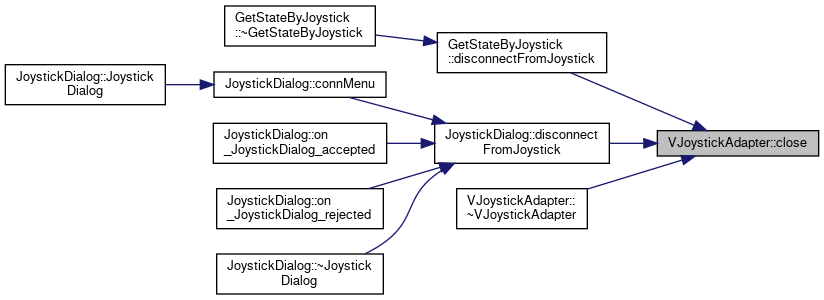 GetStateByJoystick
::~GetStateByJoystick
GetStateByJoystick
::disconnectFromJoystick
JoystickDialog::Joystick
Dialog
JoystickDialog::connMenu
JoystickDialog::on
_JoystickDialog_accepted
JoystickDialog::disconnect
FromJoystick
VJoystickAdapter::close
JoystickDialog::on
_JoystickDialog_rejected
VJoystickAdapter::
~VJoystickAdapter
JoystickDialog::~Joystick
Dialog